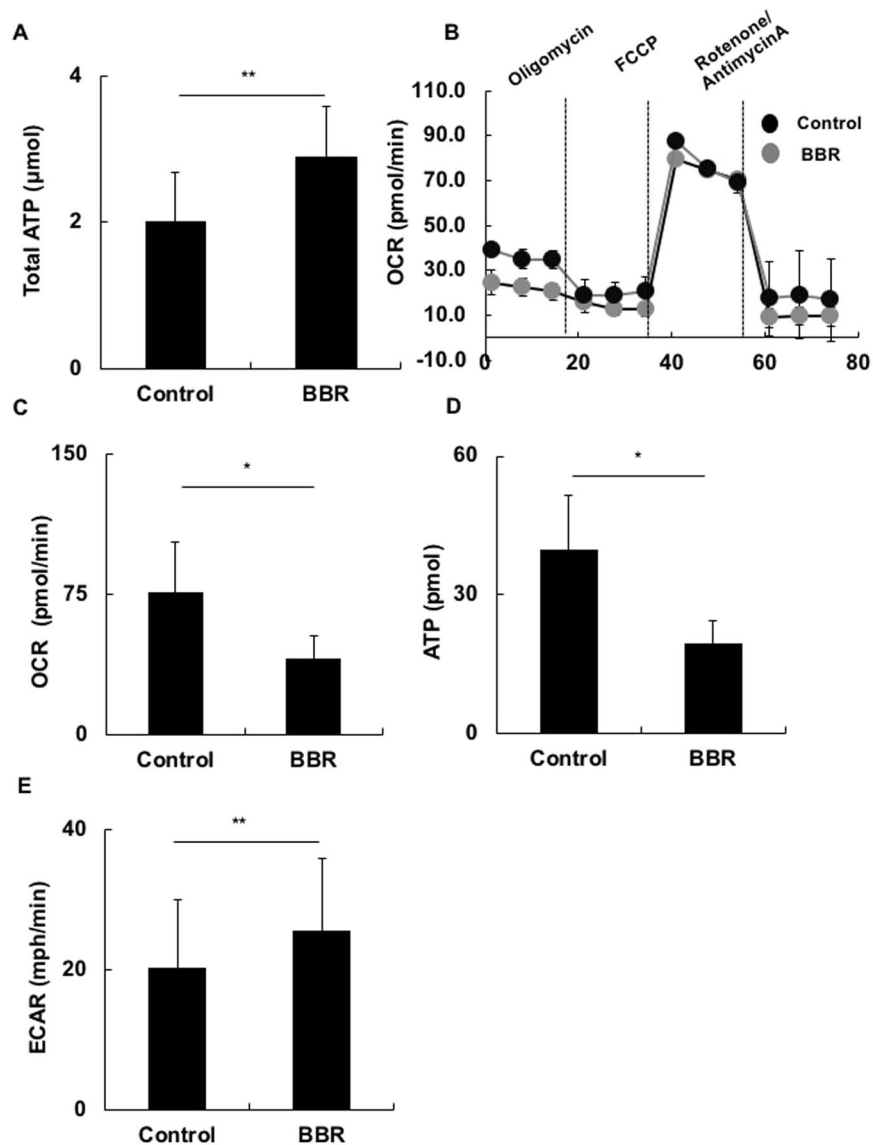 A
Total ATP (μmol)
4
2
0
**
Control
BBR
B
Oligomycin
FCCP
Rotenone/
AntimycinA
OCR (pmol/min)
110.0
90.0
70.0
50.0
30.0
10.0
-10.0
0
20
40
60
80
Control
BBR
C
OCR (pmol/min)
150
75
0
*
Control
BBR
D
ATP (pmol)
60
30
0
*
Control
BBR
E
ECAR (mph/min)
40
20
0
**
Control
BBR